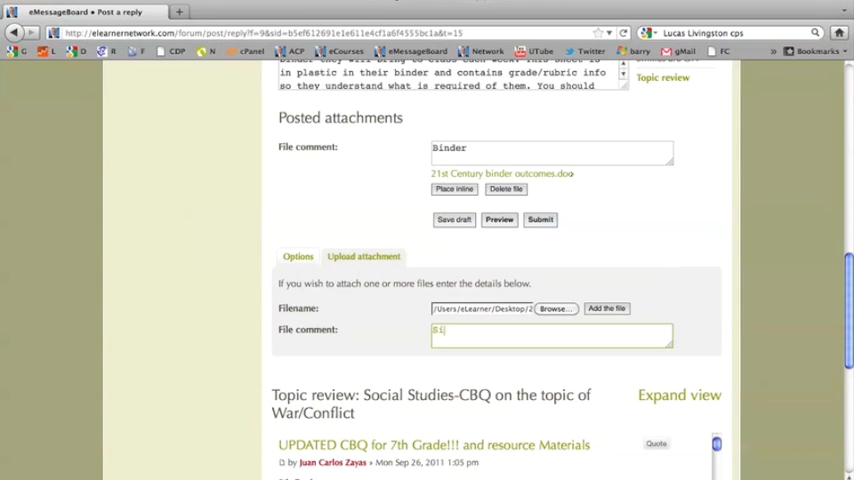 eMessageBoard • Post a reply
http://elearnernetwork.com/forum/post/reply?f=9&sid=b5ef612691e1e611e4cf1a6f4555bc1a&t=15
Lucas Livingston cps
G L D R F CDP N cPanel ACP eCourses eMessageBoard Network UTube Twitter barry gMail FC » Bookmarks
binder they will bring to class each week. This sheet is
in plastic in their binder and contains grade/rubric info
so they understand what is required of them. You should
Topic review
Posted attachments
File comment:
Binder
21st Century binder outcomes.doc
Place inline Delete file
Save draft Preview Submit
Options Upload attachment
If you wish to attach one or more files enter the details below.
Filename: /Users/eLearner/Desktop/2 Browse... Add the file
File comment: Si
Topic review: Social Studies-CBQ on the topic of
War/Conflict
Expand view
UPDATED CBQ for 7th Grade!!! and resource Materials
Quote
by Juan Carlos Zayas » Mon Sep 26, 2011 1:05 pm